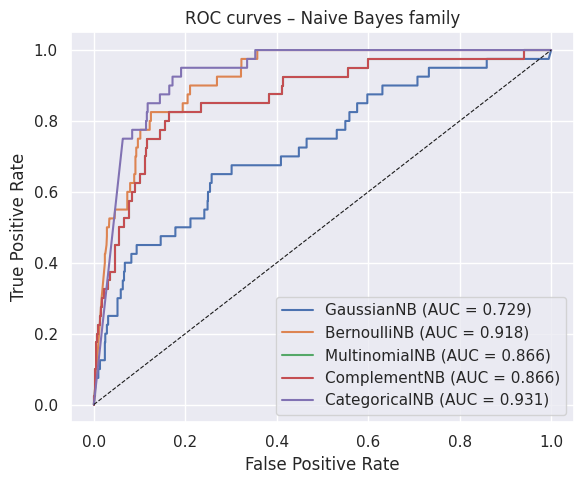 ROC curves – Naive Bayes family
True Positive Rate
1.0
0.8
0.6
0.4
0.2
0.0
GaussianNB (AUC = 0.729)
BernoulliNB (AUC = 0.918)
MultinomialNB (AUC = 0.866)
ComplementNB (AUC = 0.866)
CategoricalNB (AUC = 0.931)
0.0 0.2 0.4 0.6 0.8 1.0
False Positive Rate